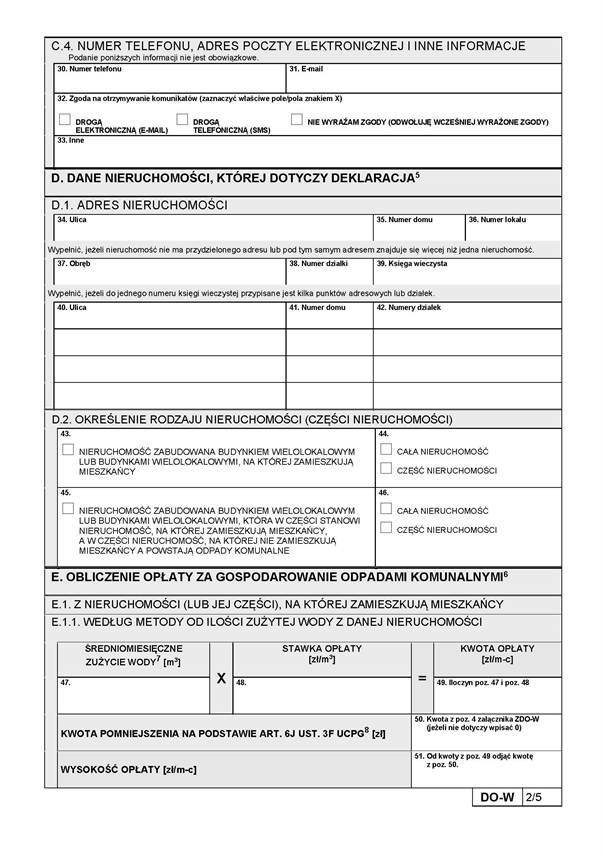 C.4. NUMER TELEFONU, ADRES POCZTY ELEKTRONICZNEJ I INNE INFORMACJE
Podanie poniższych informacji nie jest obowiązkowe.
30. Numer telefonu
31. E-mail
32. Zgoda na otrzymywanie komunikatów (zaznaczyć właściwe pole/pola znakiem X)
DROGĄ
ELEKTRONICZNĄ (E-MAIL)
DROGĄ
TELEFONICZNĄ (SMS)
NIE WYRAŻAM ZGODY (ODWOŁUJĘ WCZEŚNIEJ WYRAŻONE ZGODY)
33. Inne
D. DANE NIERUCHOMOŚCI, KTÓREJ DOTYCZY DEKLARACJA5
D.1. ADRES NIERUCHOMOŚCI
34. Ulica
35. Numer domu
36. Numer lokalu
Wypełnić, jeżeli nieruchomość nie ma przydzielonego adresu lub pod tym samym adresem znajduje się więcej niż jedna nieruchomość.
37. Obręb
38. Numer działki
39. Księga wieczysta
Wypełnić, jeżeli do jednego numeru księgi wieczystej przypisane jest kilka punktów adresowych lub działek.
40. Ulica
41. Numer domu
42. Numery działek
D.2. OKREŚLENIE RODZAJU NIERUCHOMOŚCI (CZĘŚCI NIERUCHOMOŚCI)
43.
NIERUCHOMOŚĆ ZABUDOWANA BUDYNKIEM WIELOLOKALOWYM
LUB BUDYNKAMI WIELOLOKALOWYMI, NA KTÓREJ ZAMIESZKUJĄ
MIESZKAŃCY
44.
CAŁA NIERUCHOMOŚĆ
CZĘŚĆ NIERUCHOMOŚCI
45.
NIERUCHOMOŚĆ ZABUDOWANA BUDYNKIEM WIELOLOKALOWYM
LUB BUDYNKAMI WIELOLOKALOWYMI, KTÓRA W CZĘŚCI STANOWI
NIERUCHOMOŚĆ, NA KTÓREJ ZAMIESZKUJĄ MIESZKAŃCY,
A W CZĘŚCI NIERUCHOMOŚĆ, NA KTÓREJ NIE ZAMIESZKUJĄ
MIESZKAŃCY A POWSTAJĄ ODPADY KOMUNALNE
46.
CAŁA NIERUCHOMOŚĆ
CZĘŚĆ NIERUCHOMOŚCI
E. OBLICZENIE OPŁATY ZA GOSPODAROWANIE ODPADAMI KOMUNALNYMI6
E.1. Z NIERUCHOMOŚCI (LUB JEJ CZĘŚCI), NA KTÓREJ ZAMIESZKUJĄ MIESZKAŃCY
E.1.1. WEDŁUG METODY OD ILOŚCI ZUŻYTEJ WODY Z DANEJ NIERUCHOMOŚCI
ŚREDNIOMIESIĘCZNE
ZUŻYCIE WODY7 [m3]
X
STAWKA OPŁATY
[zł/m3]
=
KWOTA OPŁATY
[zł/m-c]
47.
48.
49. Iloczyn poz. 47 i poz. 48
KWOTA POMNIEJSZENIA NA PODSTAWIE ART. 6J UST. 3F UCPG8 [zł]
50. Kwota z poz. 4 załącznika ZDO-W
(jeżeli nie dotyczy wpisać 0)
WYSOKOŚĆ OPŁATY [zł/m-c]
51. Od kwoty z poz. 49 odjąć kwotę
z poz. 50.
DO-W 2/5